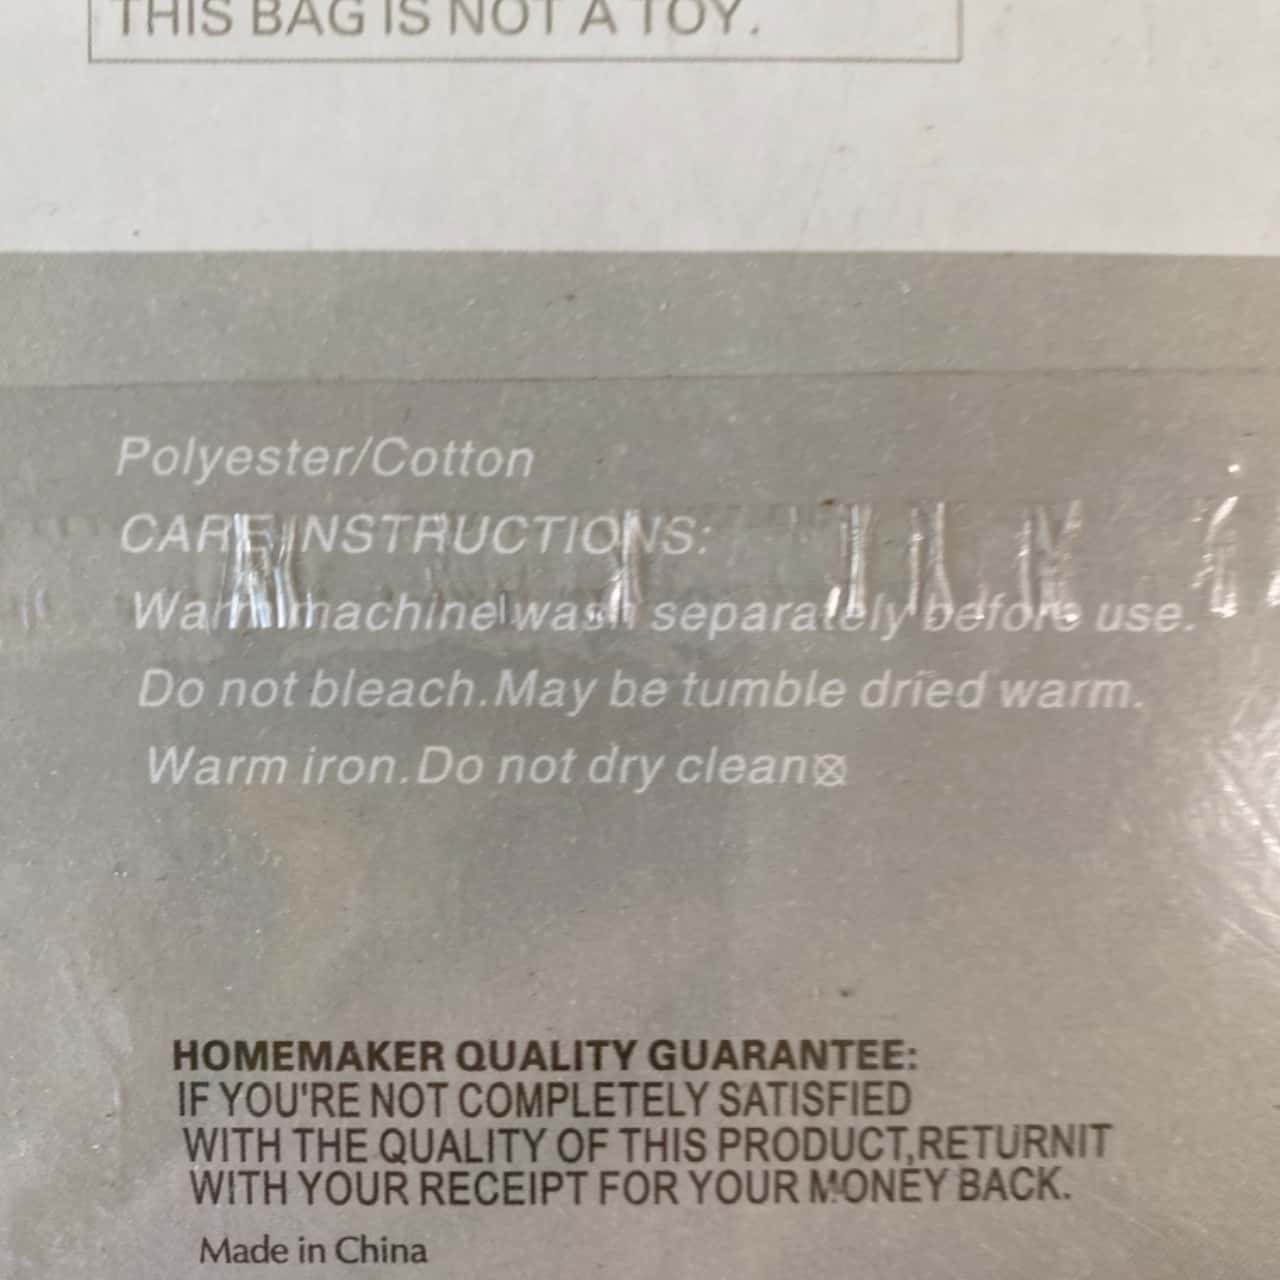 THIS BAG IS NOT A TOY.
Polyester/Cotton
CARE INSTRUCTIONS:
Warm machine wash separately before use.
Do not bleach.May be tumble dried warm.
Warm iron.Do not dry clean
HOMEMAKER QUALITY GUARANTEE:
IF YOU'RE NOT COMPLETELY SATISFIED
WITH THE QUALITY OF THIS PRODUCT,RETURNIT
WITH YOUR RECEIPT FOR YOUR MONEY BACK.
Made in China